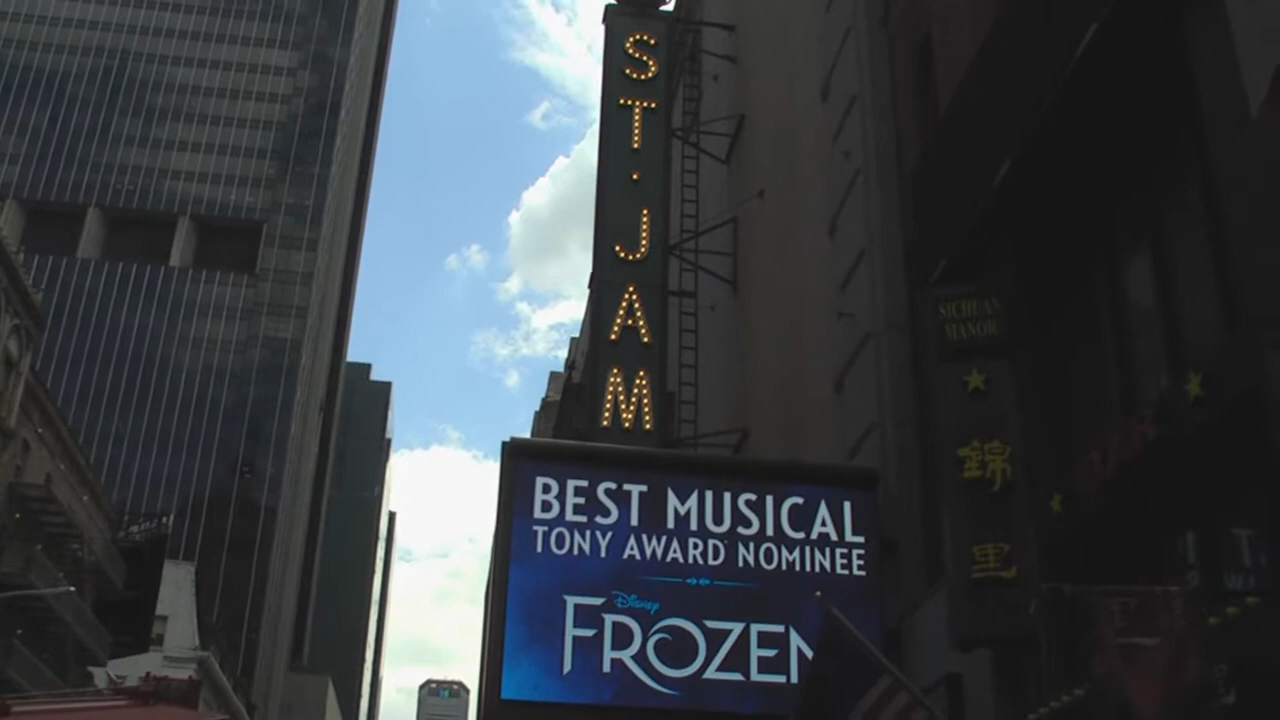 ST. JAM
BEST MUSICAL
TONY AWARD NOMINEE
Disney
FROZEN
SICHUAN
MANOR
錦
里